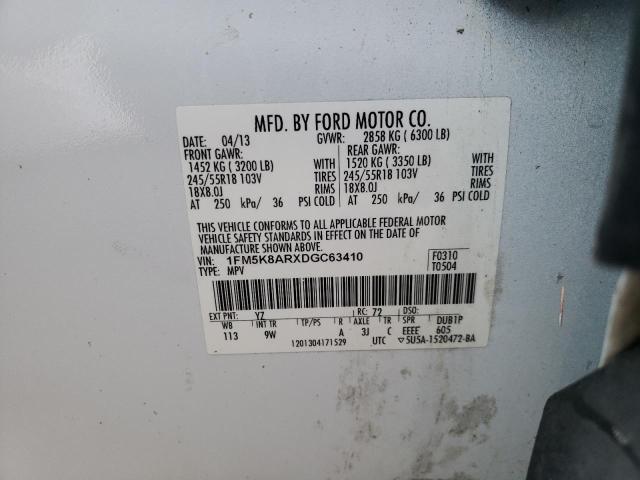 MFD. BY FORD MOTOR CO.
DATE: 04/13 GVWR: 2858 KG ( 6300 LB)
FRONT GAWR: REAR GAWR:
1452 KG ( 3200 LB) WITH 1520 KG ( 3350 LB) WITH
245/55R18 103V TIRES 245/55R18 103V TIRES
18X8.0J RIMS 18X8.0J RIMS
AT 250 kPa/ 36 PSI COLD AT 250 kPa/ 36 PSI COLD
THIS VEHICLE CONFORMS TO ALL APPLICABLE FEDERAL MOTOR
VEHICLE SAFETY STANDARDS IN EFFECT ON THE DATE OF
MANUFACTURE SHOWN ABOVE.
VIN: 1FM5K8ARXDGC63410 F0310
TYPE: MPV T0504
EXT PNT: YZ RC: 72 DSO:
WB INT TR TP/PS R AXLE TR SPR DUB1P
113 9W A 3J C EEEE 605
1201304171529 UTC ▽5U5A-1520472-BA